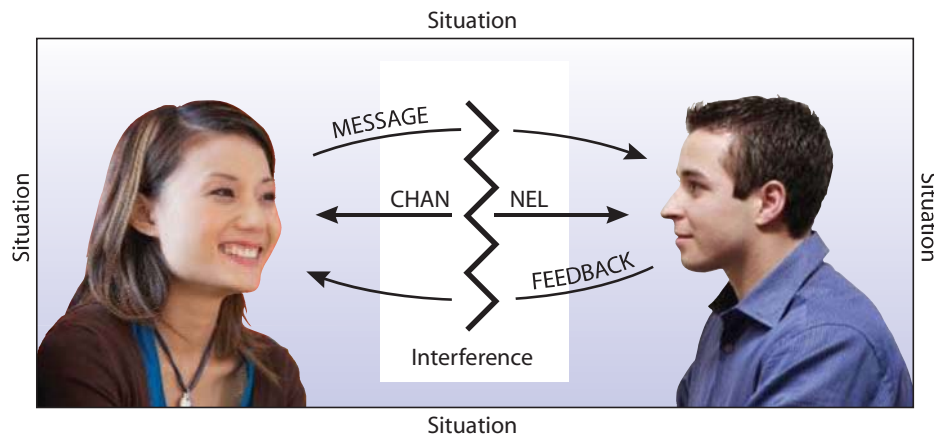 Situation
MESSAGE
Situation
CHAN NEL
Situation
FEEDBACK
Interference
Situation